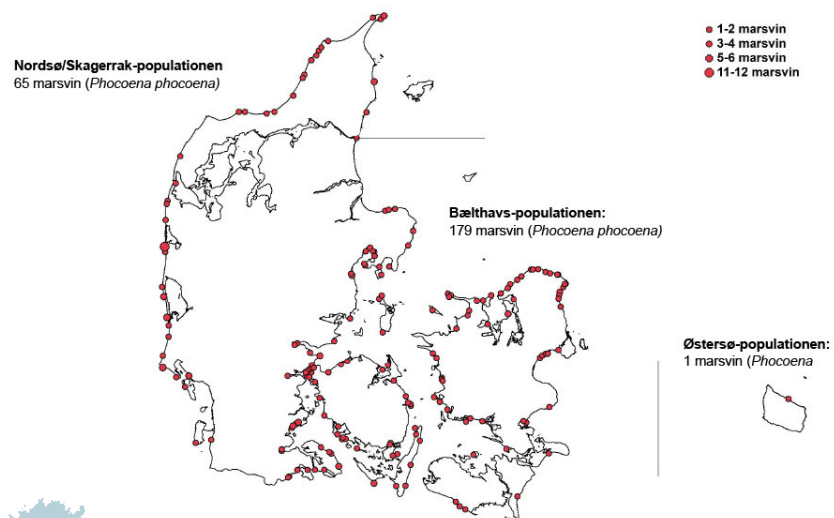 Nordsø/Skagerrak-populationen
65 marsvin (Phocoena phocoena)
1-2 marsvin
3-4 marsvin
5-6 marsvin
11-12 marsvin
Bælthavs-populationen:
179 marsvin (Phocoena phocoena)
Østersø-populationen:
1 marsvin (Phocoena